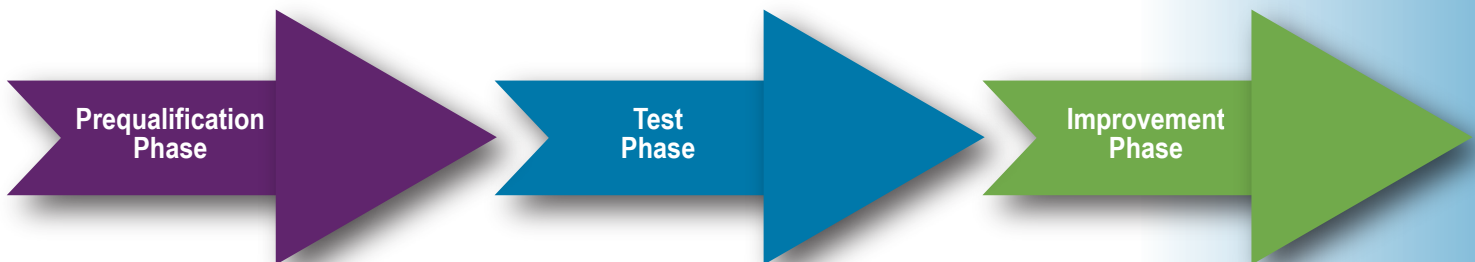 Prequalification
Phase
Test
Phase
Improvement
Phase